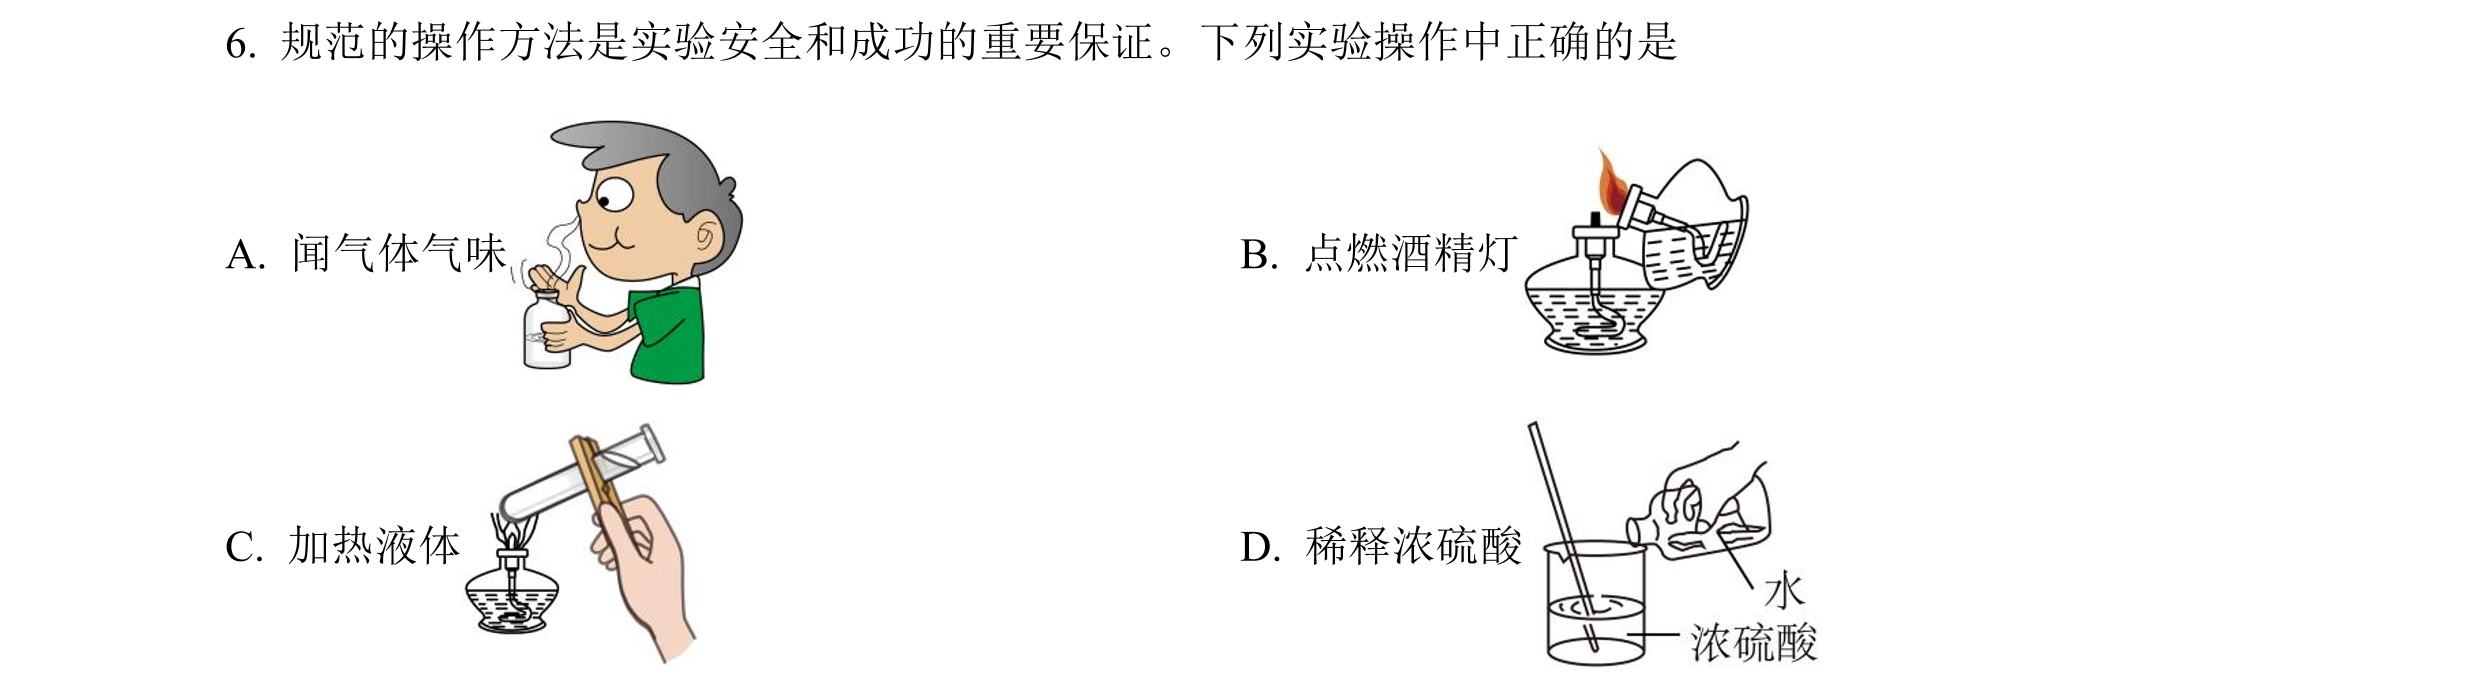 6. 规范的操作方法是实验安全和成功的重要保证。下列实验操作中正确的是
A. 闻气体气味
B. 点燃酒精灯
C. 加热液体
D. 稀释浓硫酸
水
浓硫酸